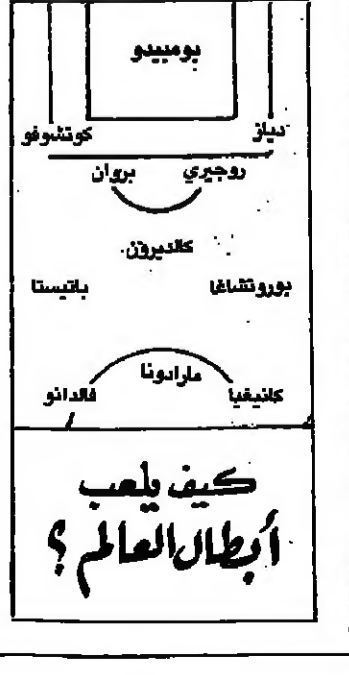 بومبيدو
دياز كوتشوفو
روجيري بروان
كالديرون
بوروتشاغا باتيستا
مارادونا
كانيغيا فالدانو
كيف يلعب
أبطال العالم ؟